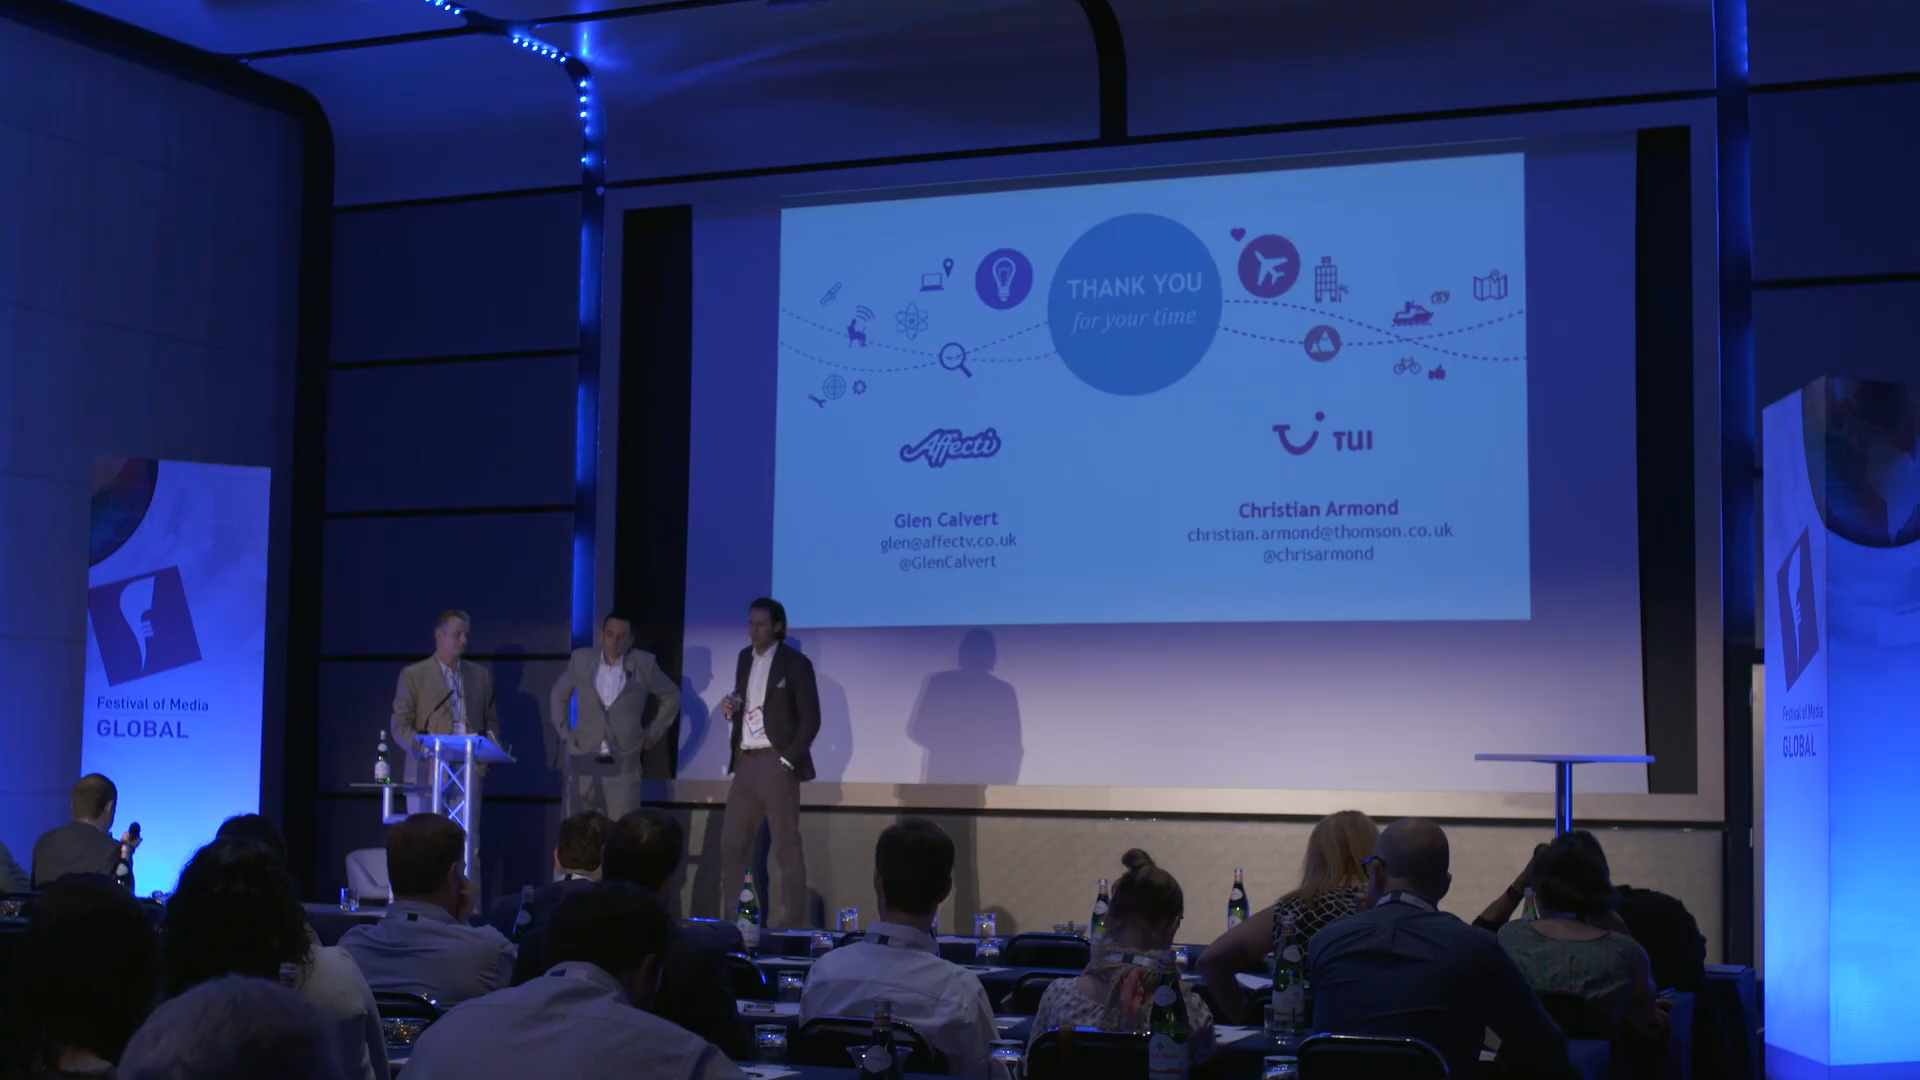 THANK YOU
for your time
Affectv
TUI
Glen Calvert
glen@affectv.co.uk
@GlenCalvert
Christian Armond
christian.armond@thomson.co.uk
@chrisarmond
Festival of Media
GLOBAL
Festival of Media
GLOBAL